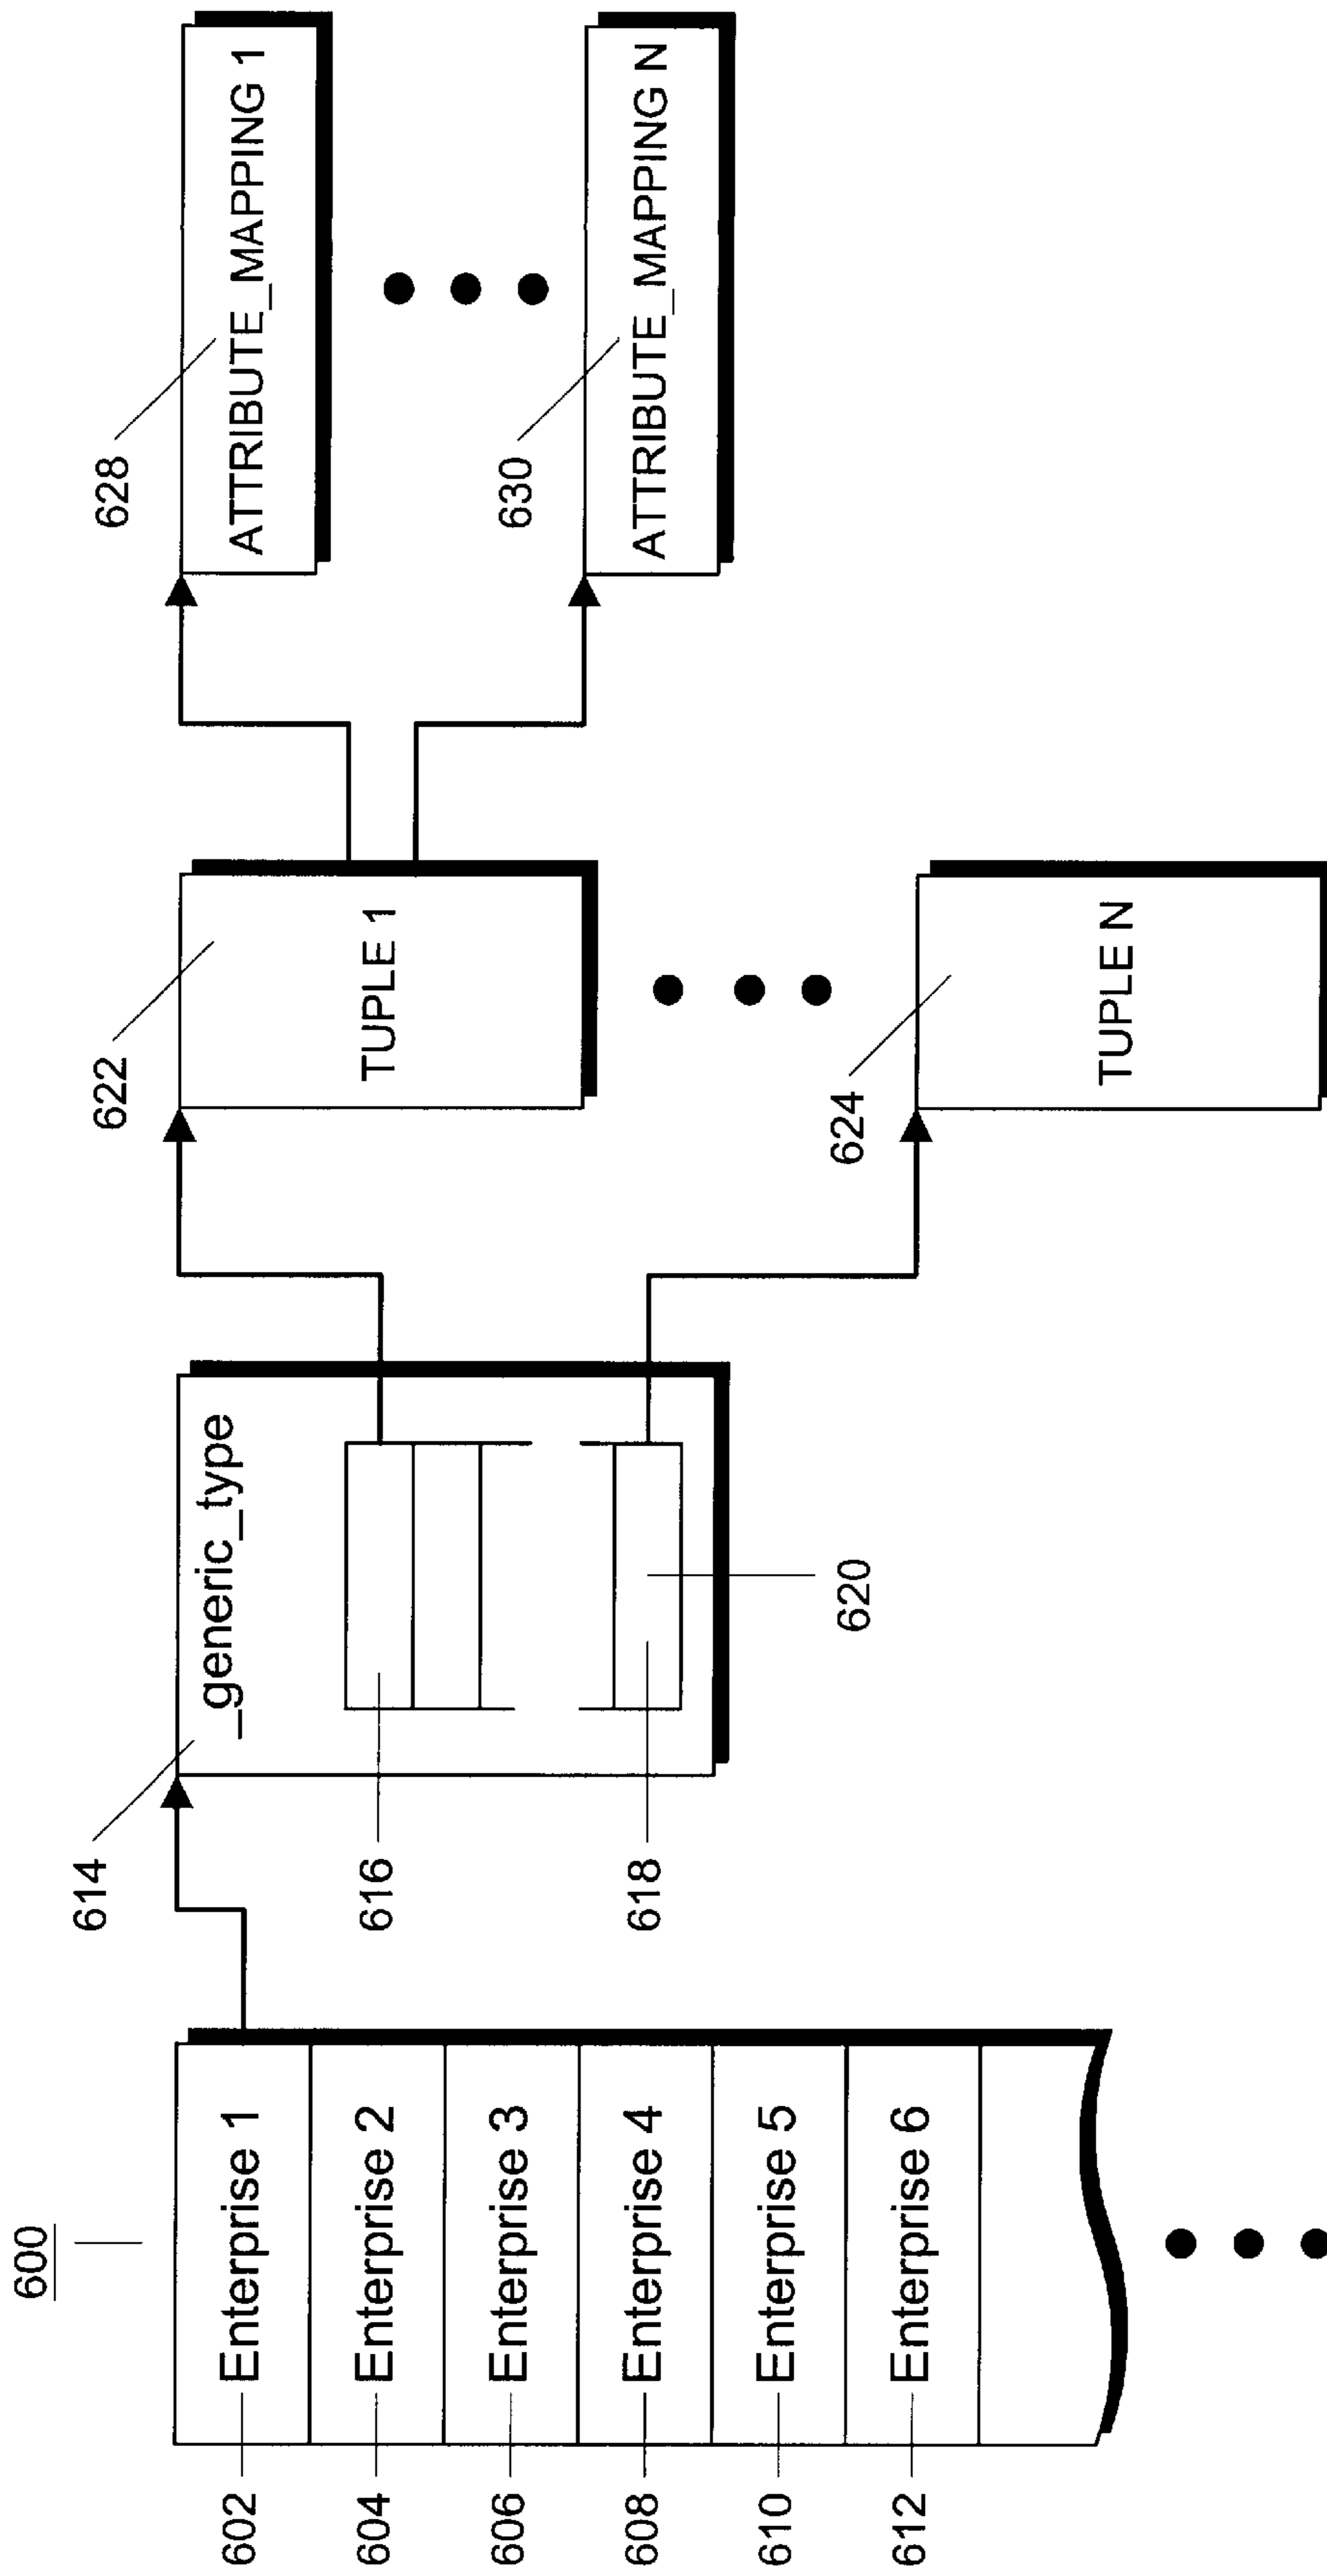 600
602
Enterprise 1
604
Enterprise 2
606
Enterprise 3
608
Enterprise 4
610
Enterprise 5
612
Enterprise 6
614
_generic_type
616
618
620
622
TUPLE 1
624
TUPLE N
628
ATTRIBUTE_MAPPING 1
630
ATTRIBUTE_MAPPING N